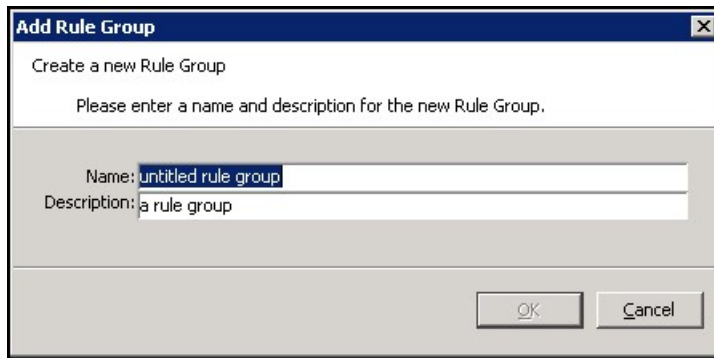 Add Rule Group
Create a new Rule Group
Please enter a name and description for the new Rule Group.
Name: untitled rule group
Description: a rule group
OK Cancel